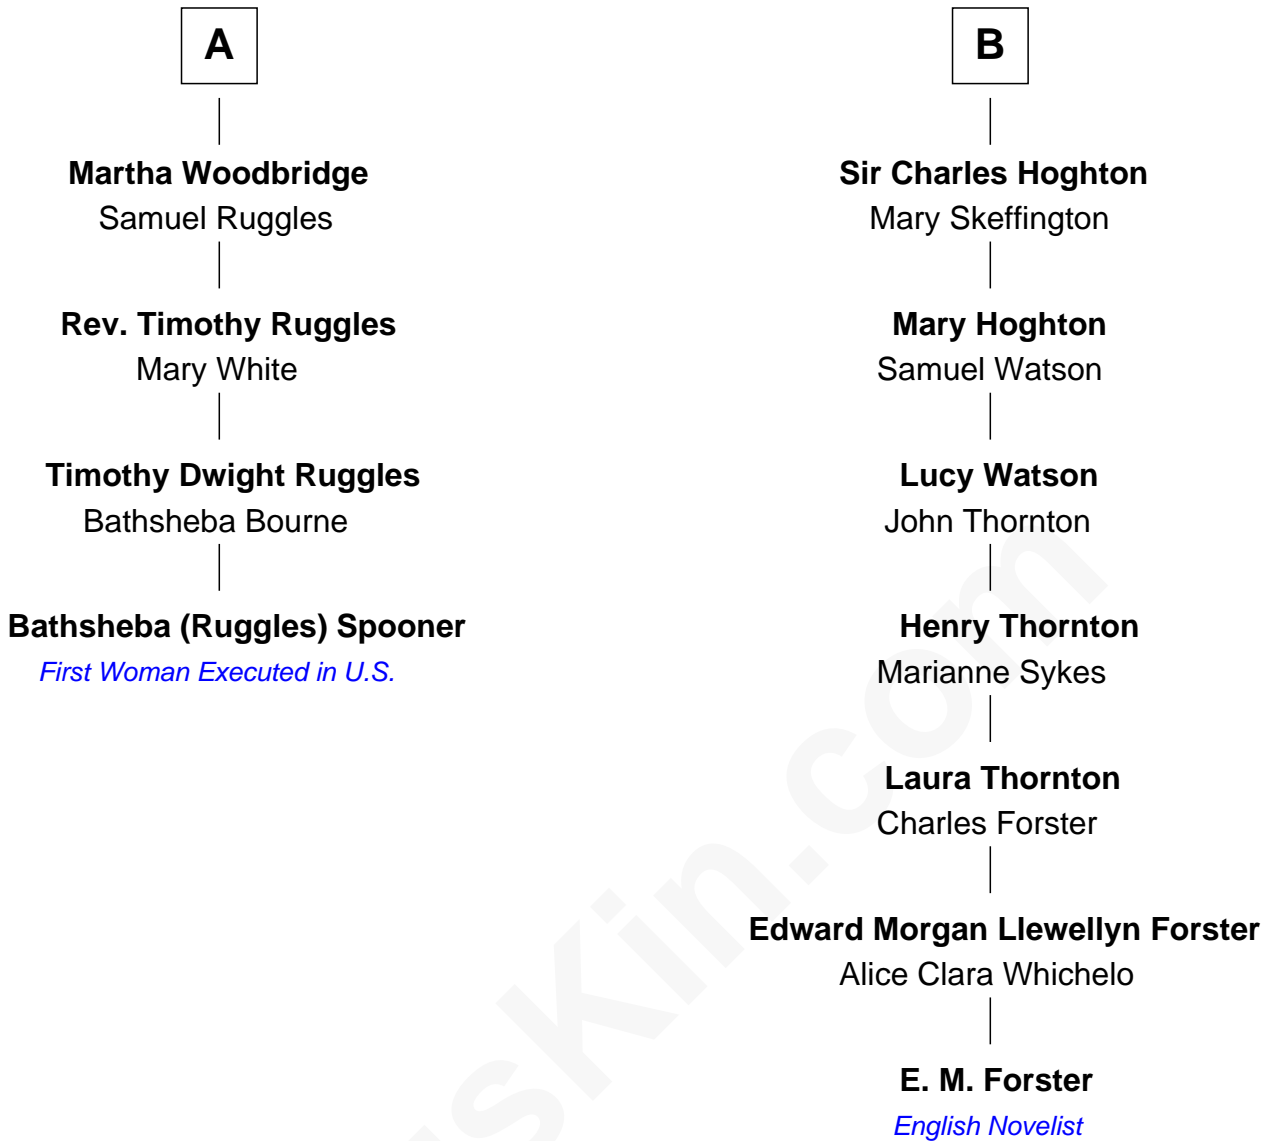 A
Martha Woodbridge
Samuel Ruggles
Rev. Timothy Ruggles
Mary White
Timothy Dwight Ruggles
Bathsheba Bourne
Bathsheba (Ruggles) Spooner
First Woman Executed in U.S.
B
Sir Charles Hoghton
Mary Skeffington
Mary Hoghton
Samuel Watson
Lucy Watson
John Thornton
Henry Thornton
Marianne Sykes
Laura Thornton
Charles Forster
Edward Morgan Llewellyn Forster
Alice Clara Whichelo
E. M. Forster
English Novelist